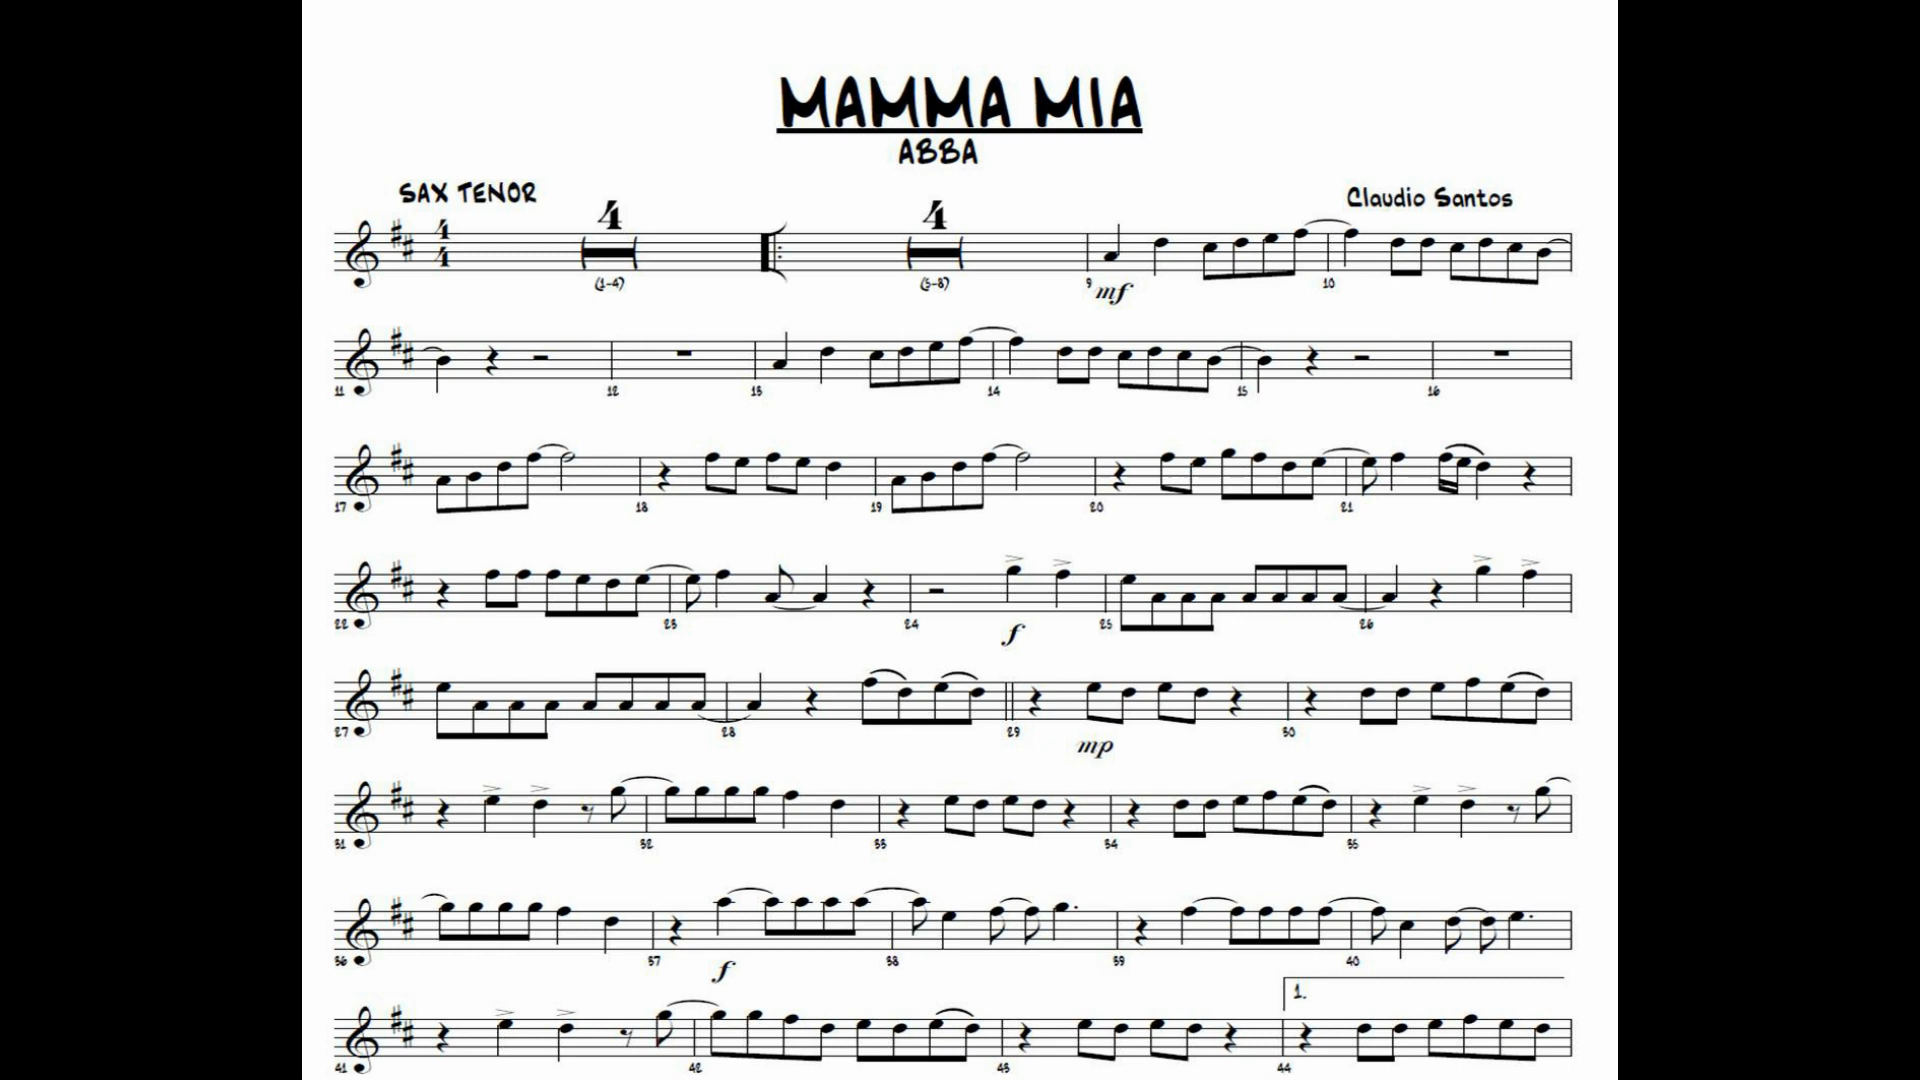 MAMMA MIA
ABBA
SAX TENOR
Claudio Santos
4 4
4 4
(1-4) (5-8) 9 mf 10
11 12 13 14 15 16
17 18 19 20 21
22 23 24 f 25 26
27 28 29 mp 30
31 32 33 34 35
36 37 f 38 39 40
1.
41 42 43 44